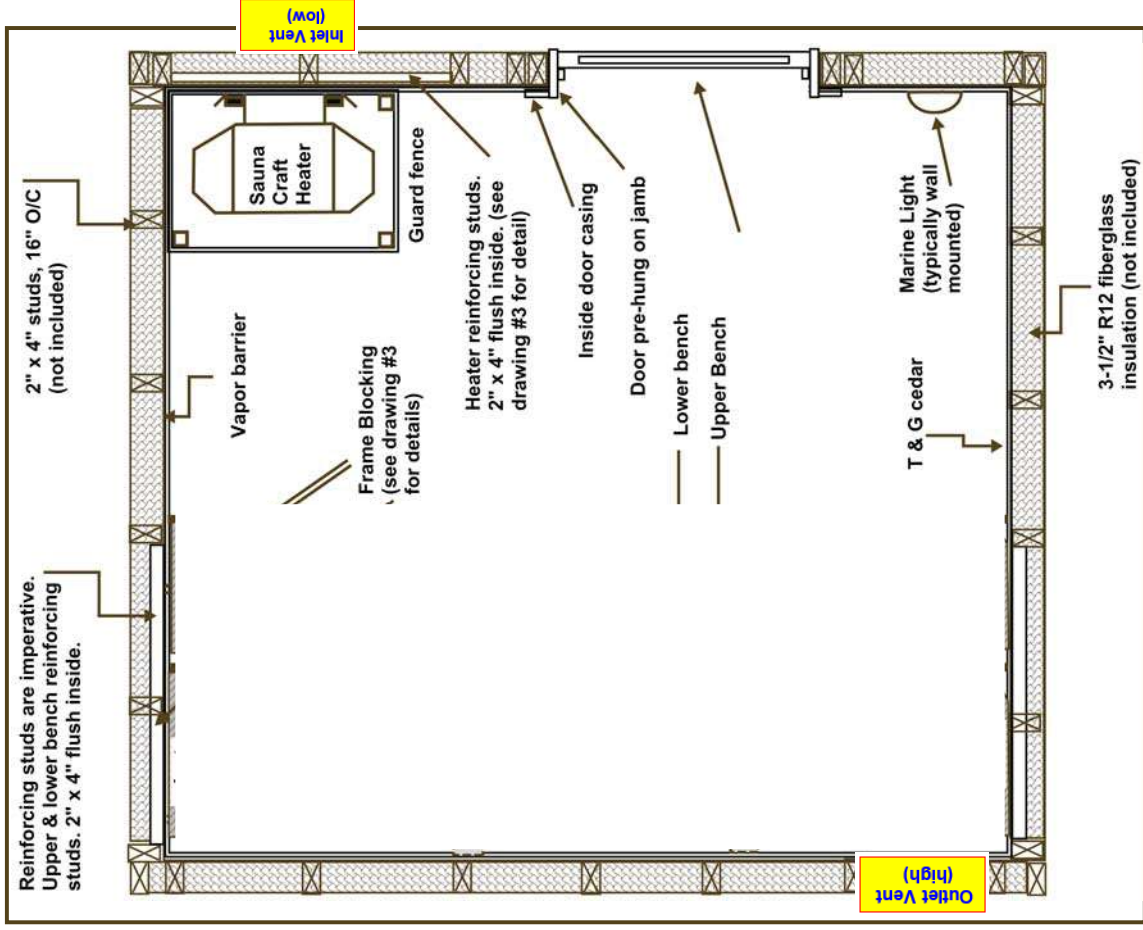 Reinforcing studs are imperative.
Upper & lower bench reinforcing
studs. 2" x 4" flush inside.
2" x 4" studs, 16" O/C
(not included)
Inlet Vent
(low)
Vapor barrier
Sauna
Craft
Heater
Guard fence
Frame Blocking
(see drawing #3
for details)
Heater reinforcing studs.
2" x 4" flush inside. (see
drawing #3 for detail)
Inside door casing
Door pre-hung on jamb
Lower bench
Upper Bench
Marine Light
(typically wall
mounted)
T & G cedar
Outlet Vent
(high)
3-1/2" R12 fiberglass
insulation (not included)